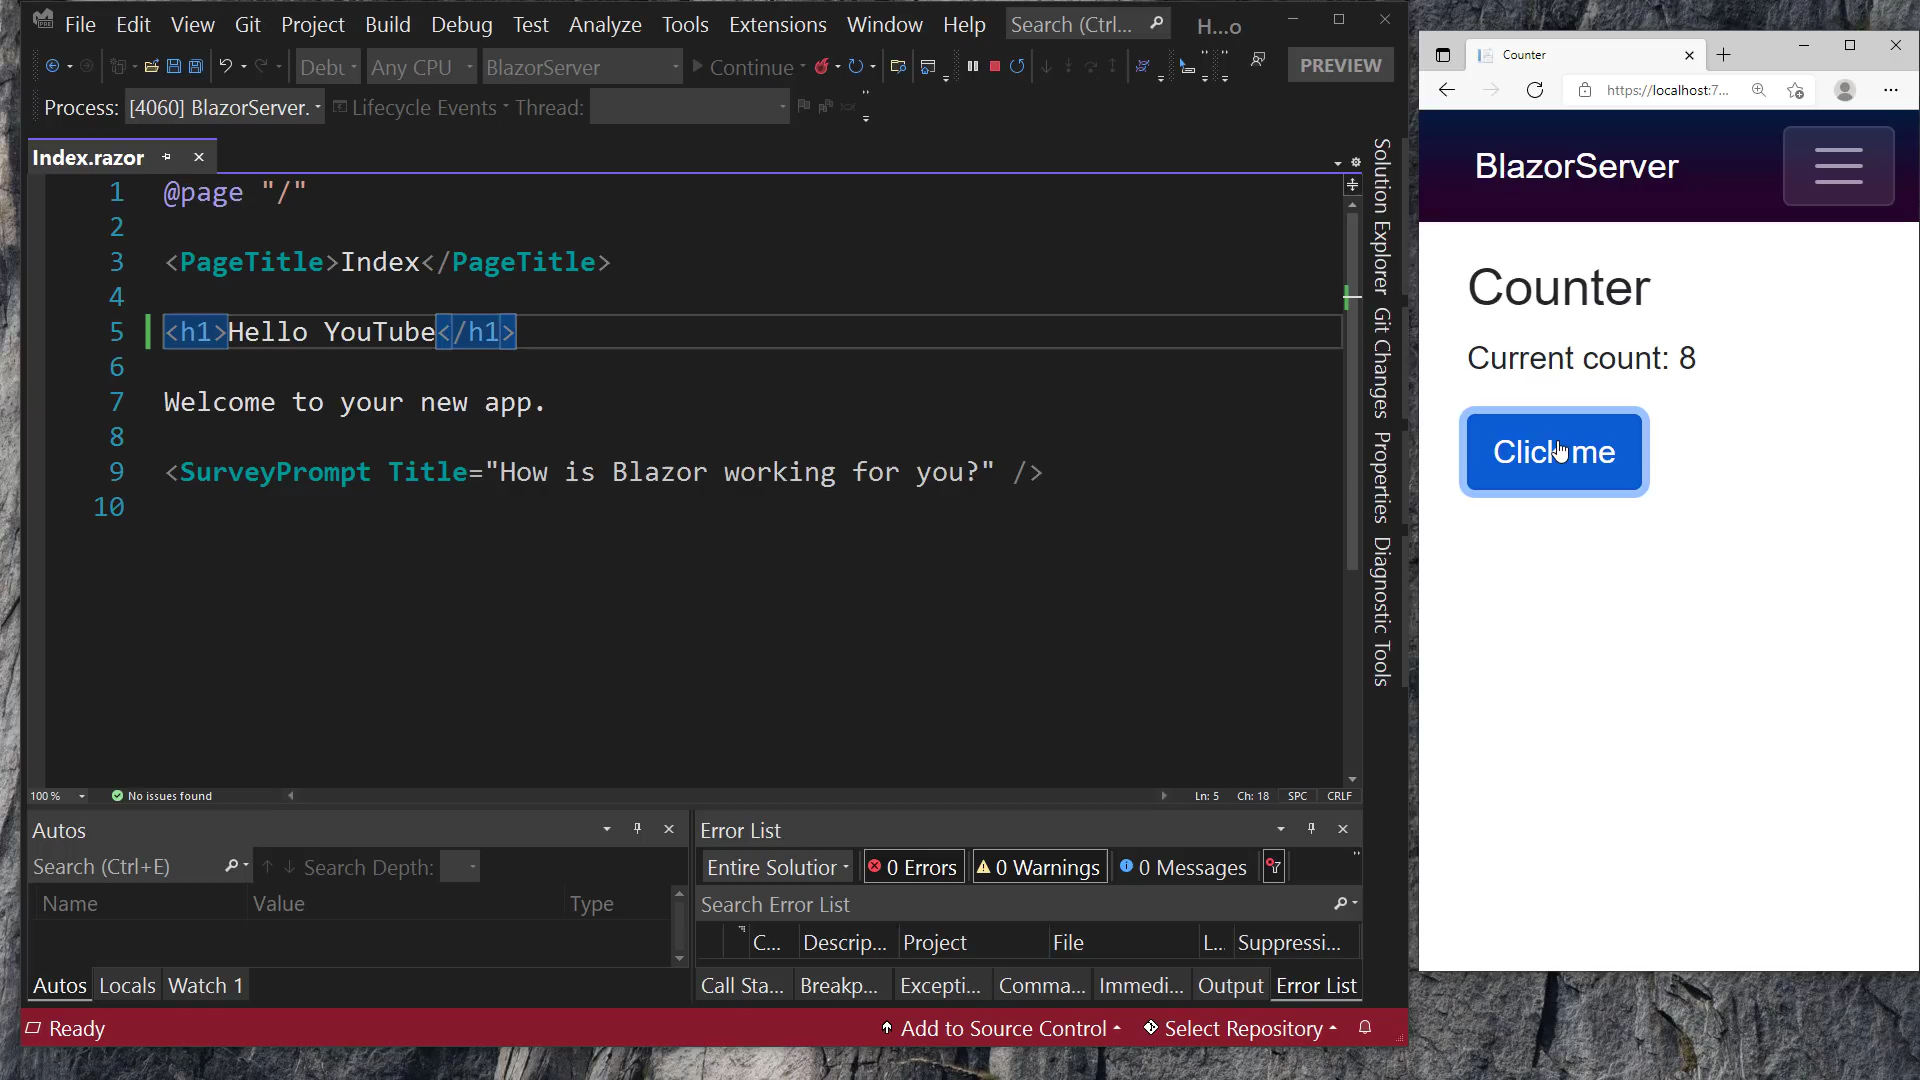 File Edit View Git Project Build Debug Test Analyze Tools Extensions Window Help Search (Ctrl... H...o
Debu Any CPU BlazorServer Continue PREVIEW
Process: [4060] BlazorServer. Lifecycle Events Thread:
Index.razor
1 @page "/"
2
3 <PageTitle>Index</PageTitle>
4
5 <h1>Hello YouTube</h1>
6
7 Welcome to your new app.
8
9 <SurveyPrompt Title="How is Blazor working for you?" />
10
100 % No issues found Ln: 5 Ch: 18 SPC CRLF
Solution Explorer Git Changes Properties Diagnostic Tools
Autos
Search (Ctrl+E) Search Depth:
Name Value Type
Autos Locals Watch 1
Error List
Entire Solution 0 Errors 0 Warnings 0 Messages
Search Error List
C... Descrip... Project File L... Suppressi...
Call Sta... Breakp... Excepti... Comma... Immedi... Output Error List
Ready Add to Source Control Select Repository
Counter
https://localhost:7...
BlazorServer
Counter
Current count: 8
Click me